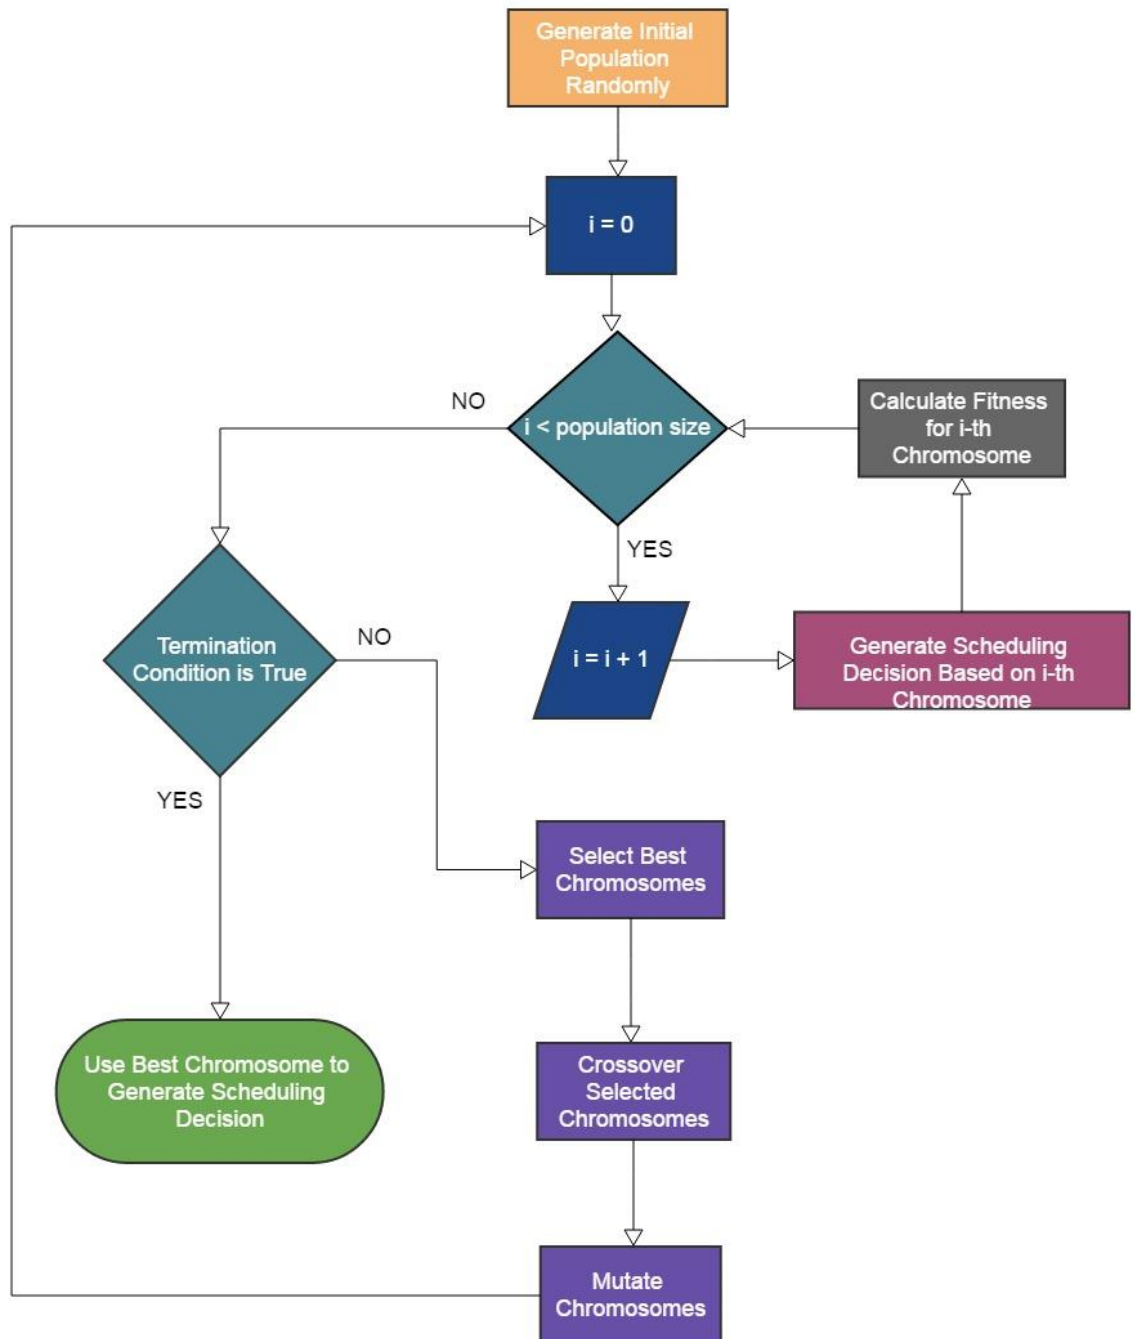 Generate Initial
Population
Randomly
i = 0
NO
i < population size
Calculate Fitness
for i-th
Chromosome
YES
i = i + 1
Generate Scheduling
Decision Based on i-th
Chromosome
Termination
Condition is True
NO
YES
Select Best
Chromosomes
Use Best Chromosome to
Generate Scheduling
Decision
Crossover
Selected
Chromosomes
Mutate
Chromosomes